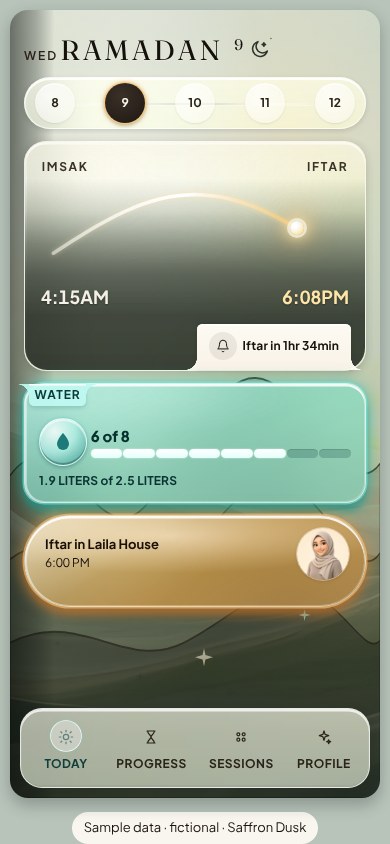 WED RAMADAN 9
8 9 10 11 12
IMSAK IFTAR
4:15AM 6:08PM
Iftar in 1hr 34min
WATER
6 of 8
1.9 LITERS of 2.5 LITERS
Iftar in Laila House
6:00 PM
TODAY PROGRESS SESSIONS PROFILE
Sample data · fictional · Saffron Dusk